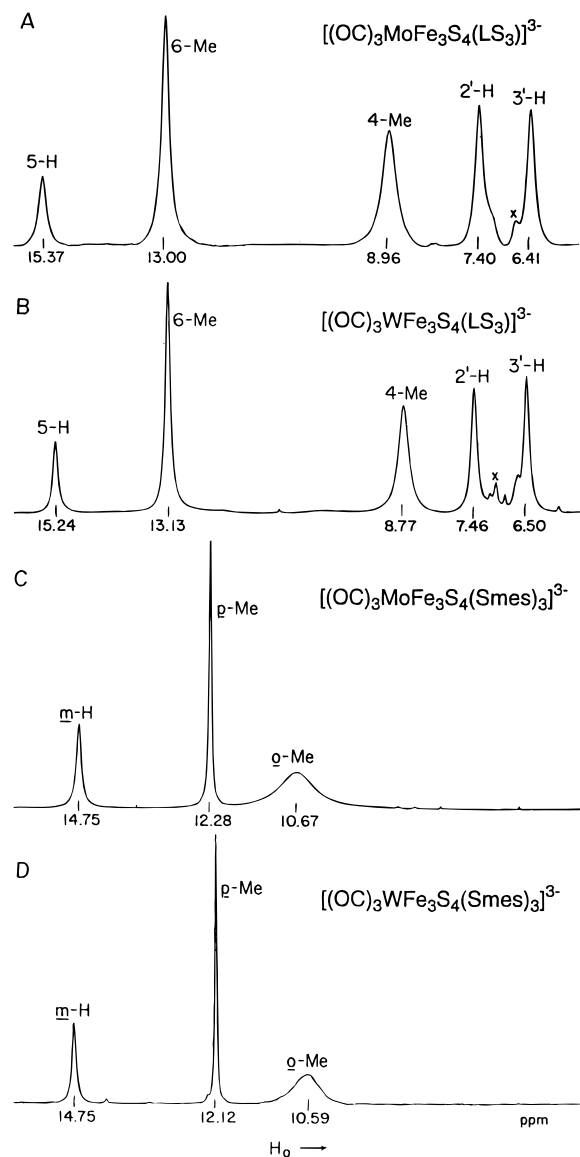 A
[(OC)₃MoFe₃S₄(LS₃)]³⁻
6-Me
2'-H
3'-H
4-Me
5-H
x
15.37 13.00 8.96 7.40 6.41
B
[(OC)₃WFe₃S₄(LS₃)]³⁻
6-Me
2'-H
3'-H
4-Me
5-H
x
15.24 13.13 8.77 7.46 6.50
C
[(OC)₃MoFe₃S₄(Smes)₃]³⁻
p-Me
m-H
o-Me
14.75 12.28 10.67
D
[(OC)₃WFe₃S₄(Smes)₃]³⁻
p-Me
m-H
o-Me
14.75 12.12 10.59 ppm
H₀ →